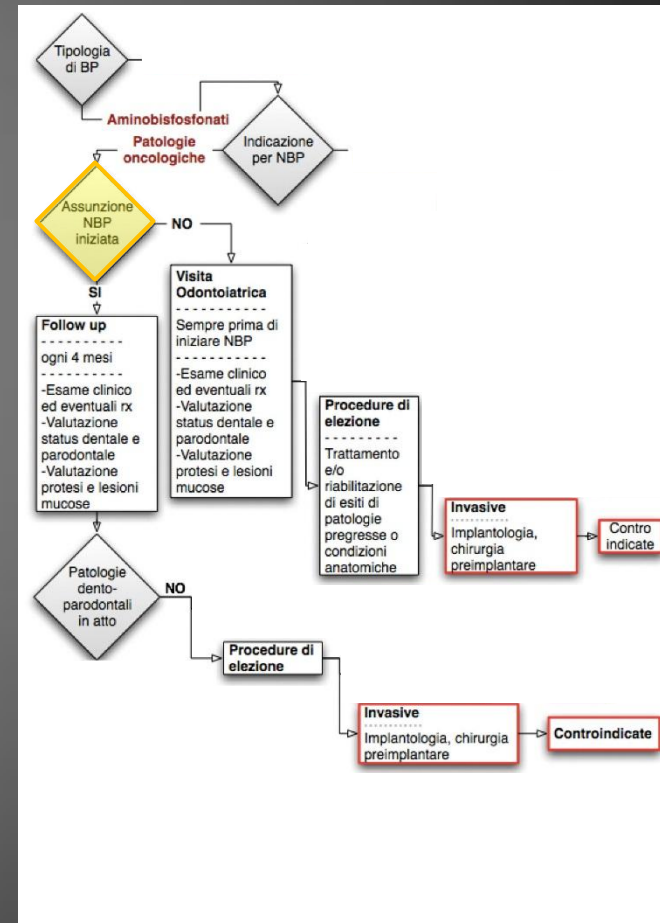 Tipologia
di BP
Aminobisfosfonati
Patologie
oncologiche
Indicazione
per NBP
Assunzione
NBP
iniziata
NO
SI
Visita
Odontoiatrica
- - - - - - - - - - -
Sempre prima di
iniziare NBP
- - - - - - - - - - -
-Esame clinico
ed eventuali rx
-Valutazione
status dentale e
parodontale
-Valutazione
protesi e lesioni
mucose
Follow up
- - - - - - - - - -
ogni 4 mesi
- - - - - - - - - -
-Esame clinico
ed eventuali rx
-Valutazione
status dentale e
parodontale
-Valutazione
protesi e lesioni
mucose
Procedure di
elezione
- - - - - - - - -
Trattamento
e/o
riabilitazione
di esiti di
patologie
pregresse o
condizioni
anatomiche
Invasive
------------
Implantologia,
chirurgia
preimplantare
Contro
indicate
Patologie
dento-
parodontali
in atto
NO
Procedure di
elezione
Invasive
------------
Implantologia, chirurgia
preimplantare
Controindicate